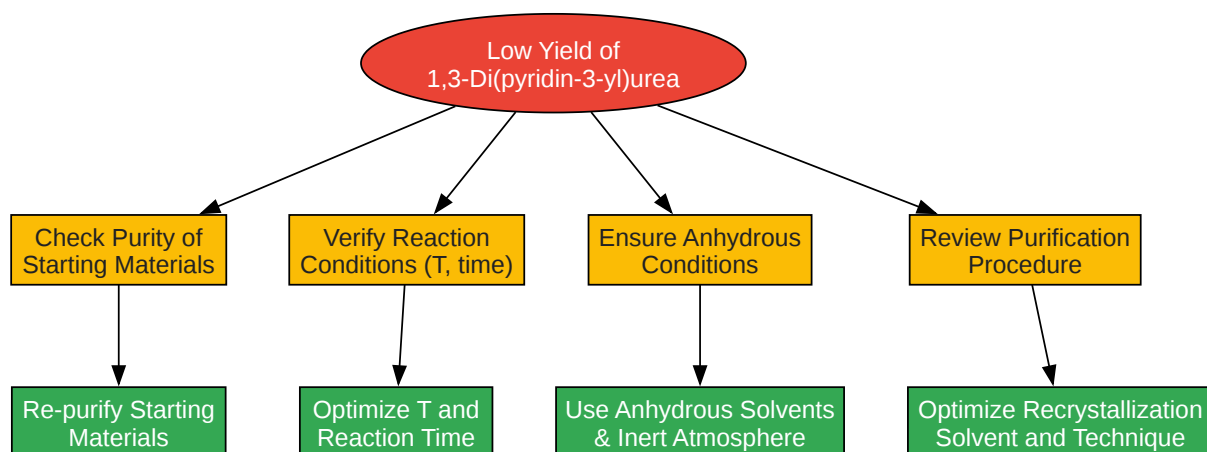 Low Yield of
1,3-Di(pyridin-3-yl)urea
Check Purity of
Starting Materials
Verify Reaction
Conditions (T, time)
Ensure Anhydrous
Conditions
Review Purification
Procedure
Re-purify Starting
Materials
Optimize T and
Reaction Time
Use Anhydrous Solvents
& Inert Atmosphere
Optimize Recrystallization
Solvent and Technique